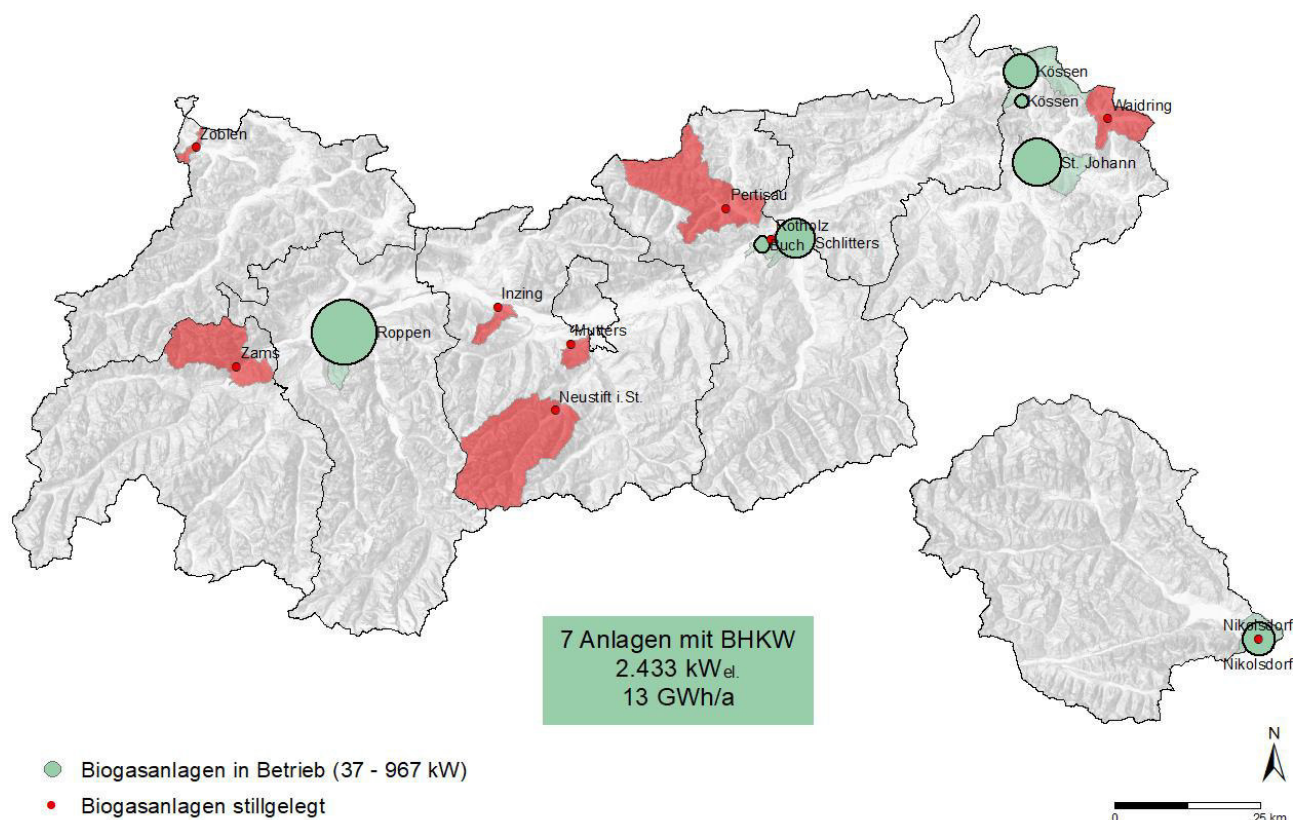 Kössen
Kössen
Waidring
Zöblen
St. Johann
Pertisau
Rotholz
Buch
Schlitters
Inzing
Roppen
Mutters
Zams
Neustift i.St.
Nikolsdorf
Nikolsdorf
7 Anlagen mit BHKW
2.433 kWel.
13 GWh/a
N
Biogasanlagen in Betrieb (37 - 967 kW)
Biogasanlagen stillgelegt
0 25 km